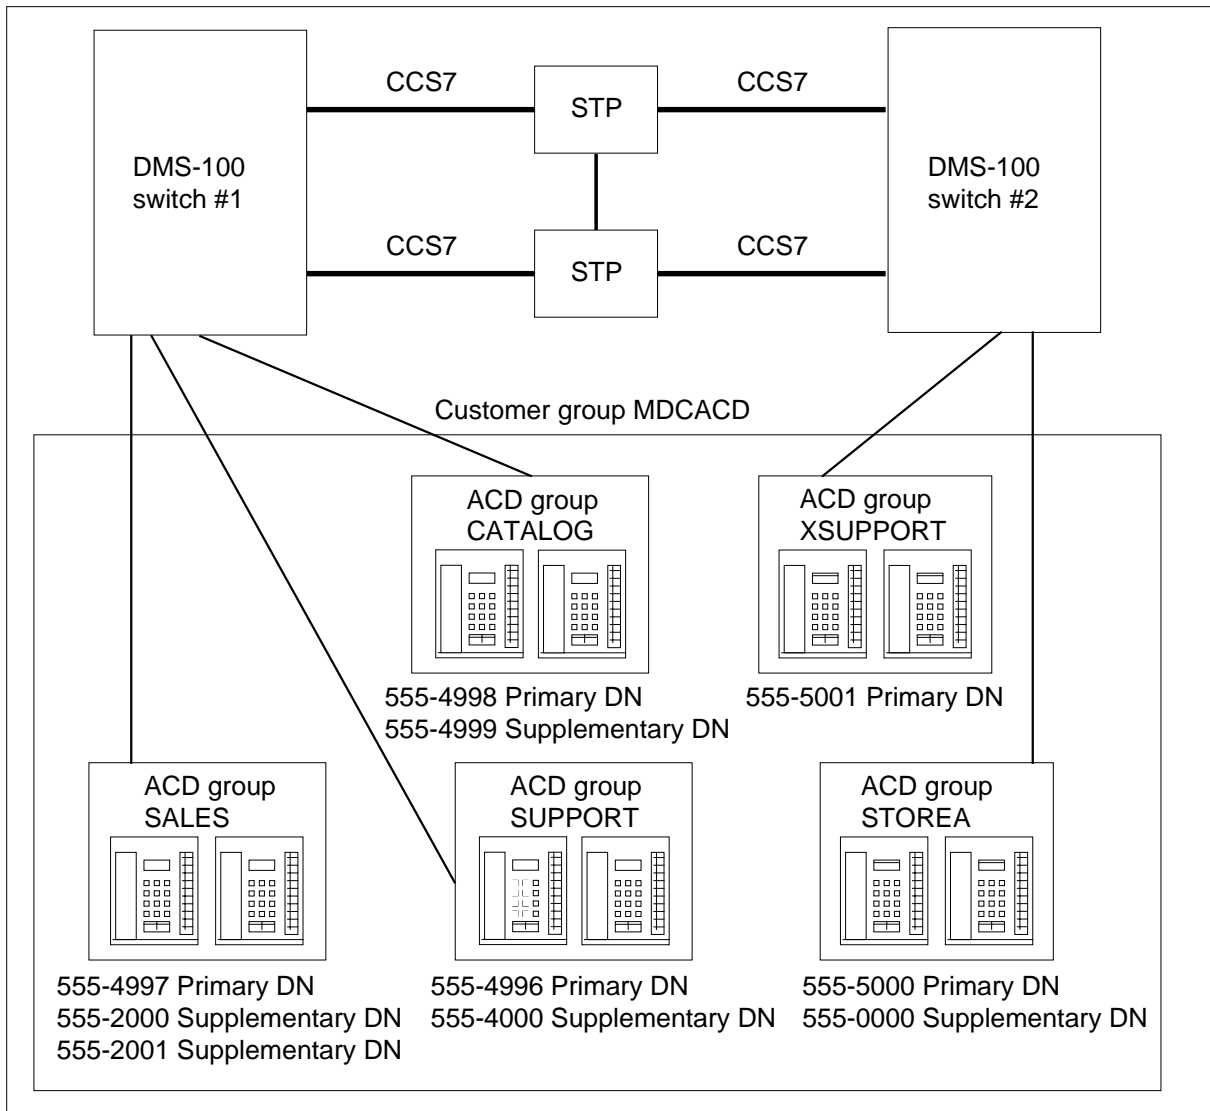 CCS7
STP
CCS7
DMS-100
switch #1
DMS-100
switch #2
CCS7
STP
CCS7
Customer group MDCACD
ACD group
CATALOG
555-4998 Primary DN
555-4999 Supplementary DN
ACD group
XSUPPORT
555-5001 Primary DN
ACD group
SALES
555-4997 Primary DN
555-2000 Supplementary DN
555-2001 Supplementary DN
ACD group
SUPPORT
555-4996 Primary DN
555-4000 Supplementary DN
ACD group
STOREA
555-5000 Primary DN
555-0000 Supplementary DN